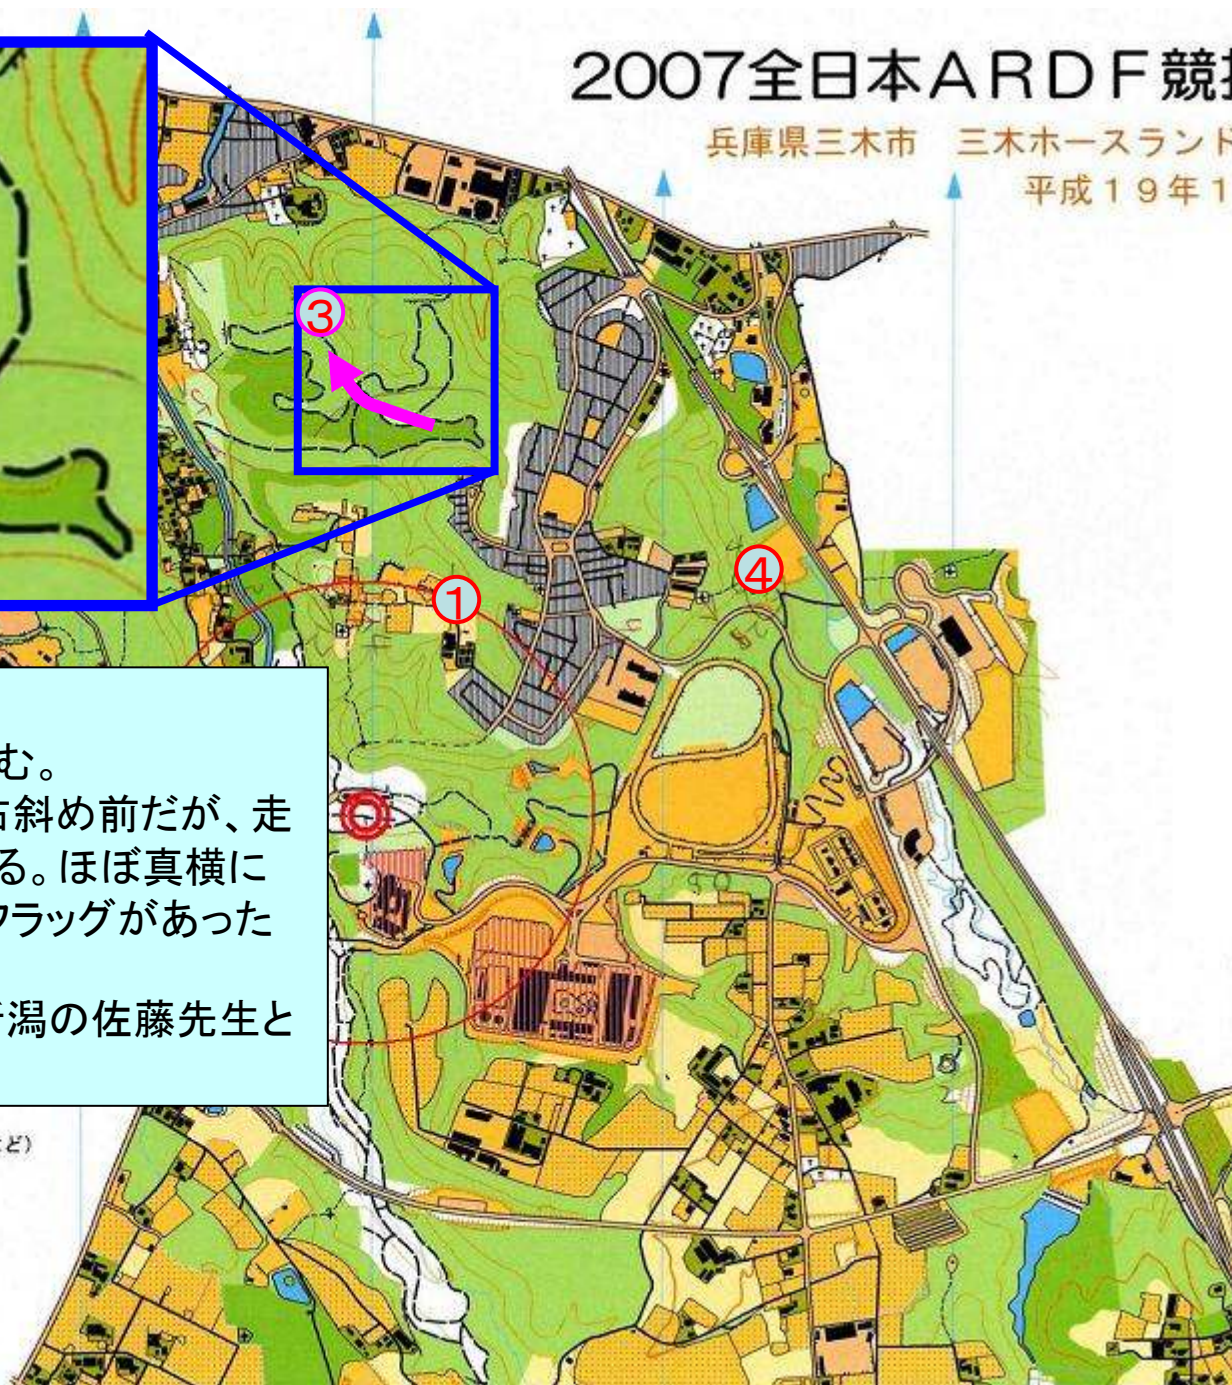 2007全日本ARDF競
兵庫県三木市 三木ホースランド
平成19年1
③
①
④
む。
斜め前だが、走
る。ほぼ真横に
フラッグがあった
潟の佐藤先生と
ど)